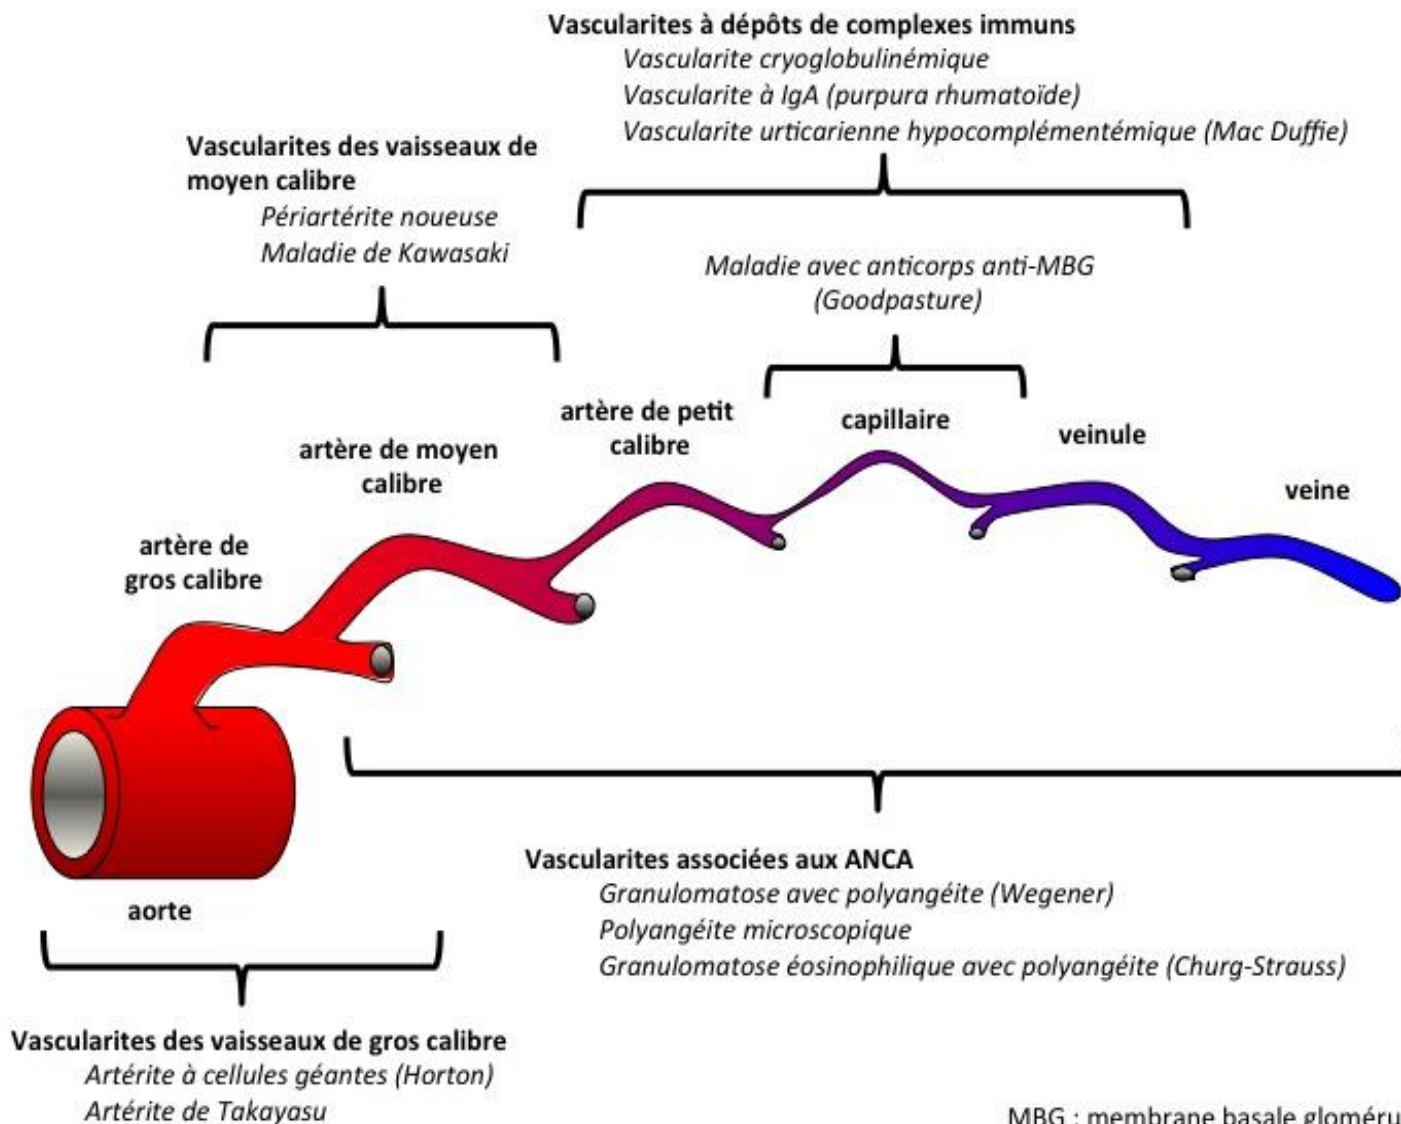 Vascularites à dépôts de complexes immuns
Vascularite cryoglobulinémique
Vascularite à IgA (purpura rhumatoïde)
Vascularite urticarienne hypocomplémentémique (Mac Duffie)
Vascularites des vaisseaux de
moyen calibre
Périartérite noueuse
Maladie de Kawasaki
Maladie avec anticorps anti-MBG
(Goodpasture)
artère de petit
calibre
capillaire
veinule
artère de moyen
calibre
veine
artère de
gros calibre
aorte
Vascularites associées aux ANCA
Granulomatose avec polyangéite (Wegener)
Polyangéite microscopique
Granulomatose éosinophilique avec polyangéite (Churg-Strauss)
Vascularites des vaisseaux de gros calibre
Artérite à cellules géantes (Horton)
Artérite de Takayasu
MBG : membrane basale gloméru